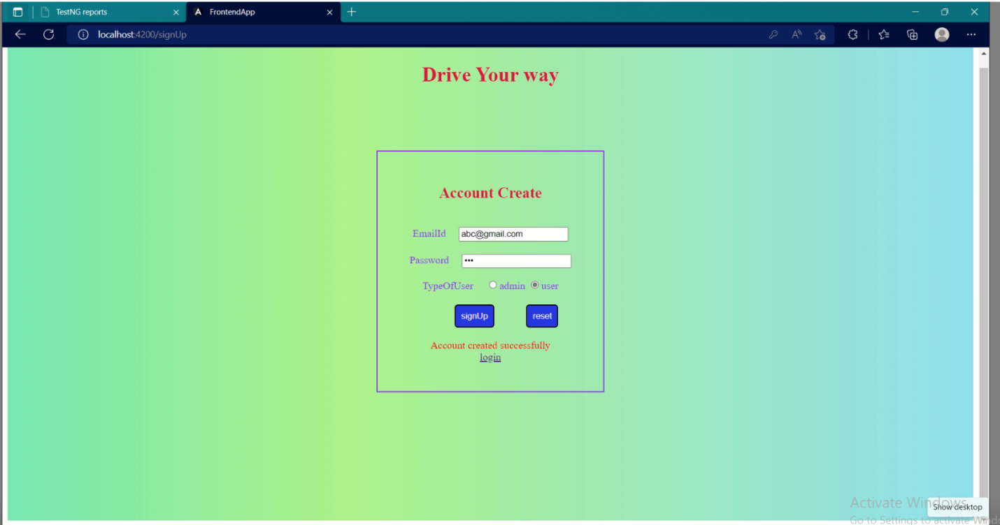 TestNG reports
A FrontendApp
localhost:4200/signUp
Drive Your way
Account Create
EmailId abc@gmail.com
Password •••
TypeOfUser admin user
signUp reset
Account created successfully
login
Activate Windows
Show desktop
Go to Settings to activate Wind